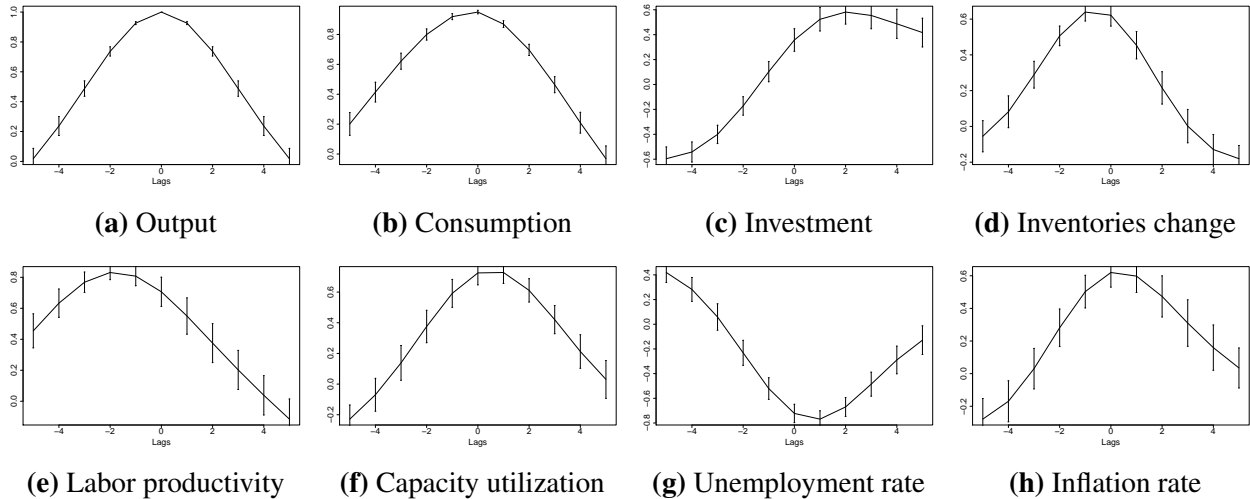 1.0
0.8
0.6
0.4
0.2
0.0
−4 −2 0 2 4
Lags
(a) Output
0.8
0.6
0.4
0.2
0.0
−4 −2 0 2 4
Lags
(b) Consumption
0.6
0.4
0.2
0.0
−0.2
−0.4
−0.6
−4 −2 0 2 4
Lags
(c) Investment
0.6
0.4
0.2
0.0
−0.2
−4 −2 0 2 4
Lags
(d) Inventories change
0.8
0.6
0.4
0.2
0.0
−4 −2 0 2 4
Lags
(e) Labor productivity
0.6
0.4
0.2
0.0
−0.2
−4 −2 0 2 4
Lags
(f) Capacity utilization
0.4
0.2
0.0
−0.2
−0.4
−0.6
−0.8
−4 −2 0 2 4
Lags
(g) Unemployment rate
0.6
0.4
0.2
0.0
−0.2
−4 −2 0 2 4
Lags
(h) Inflation rate